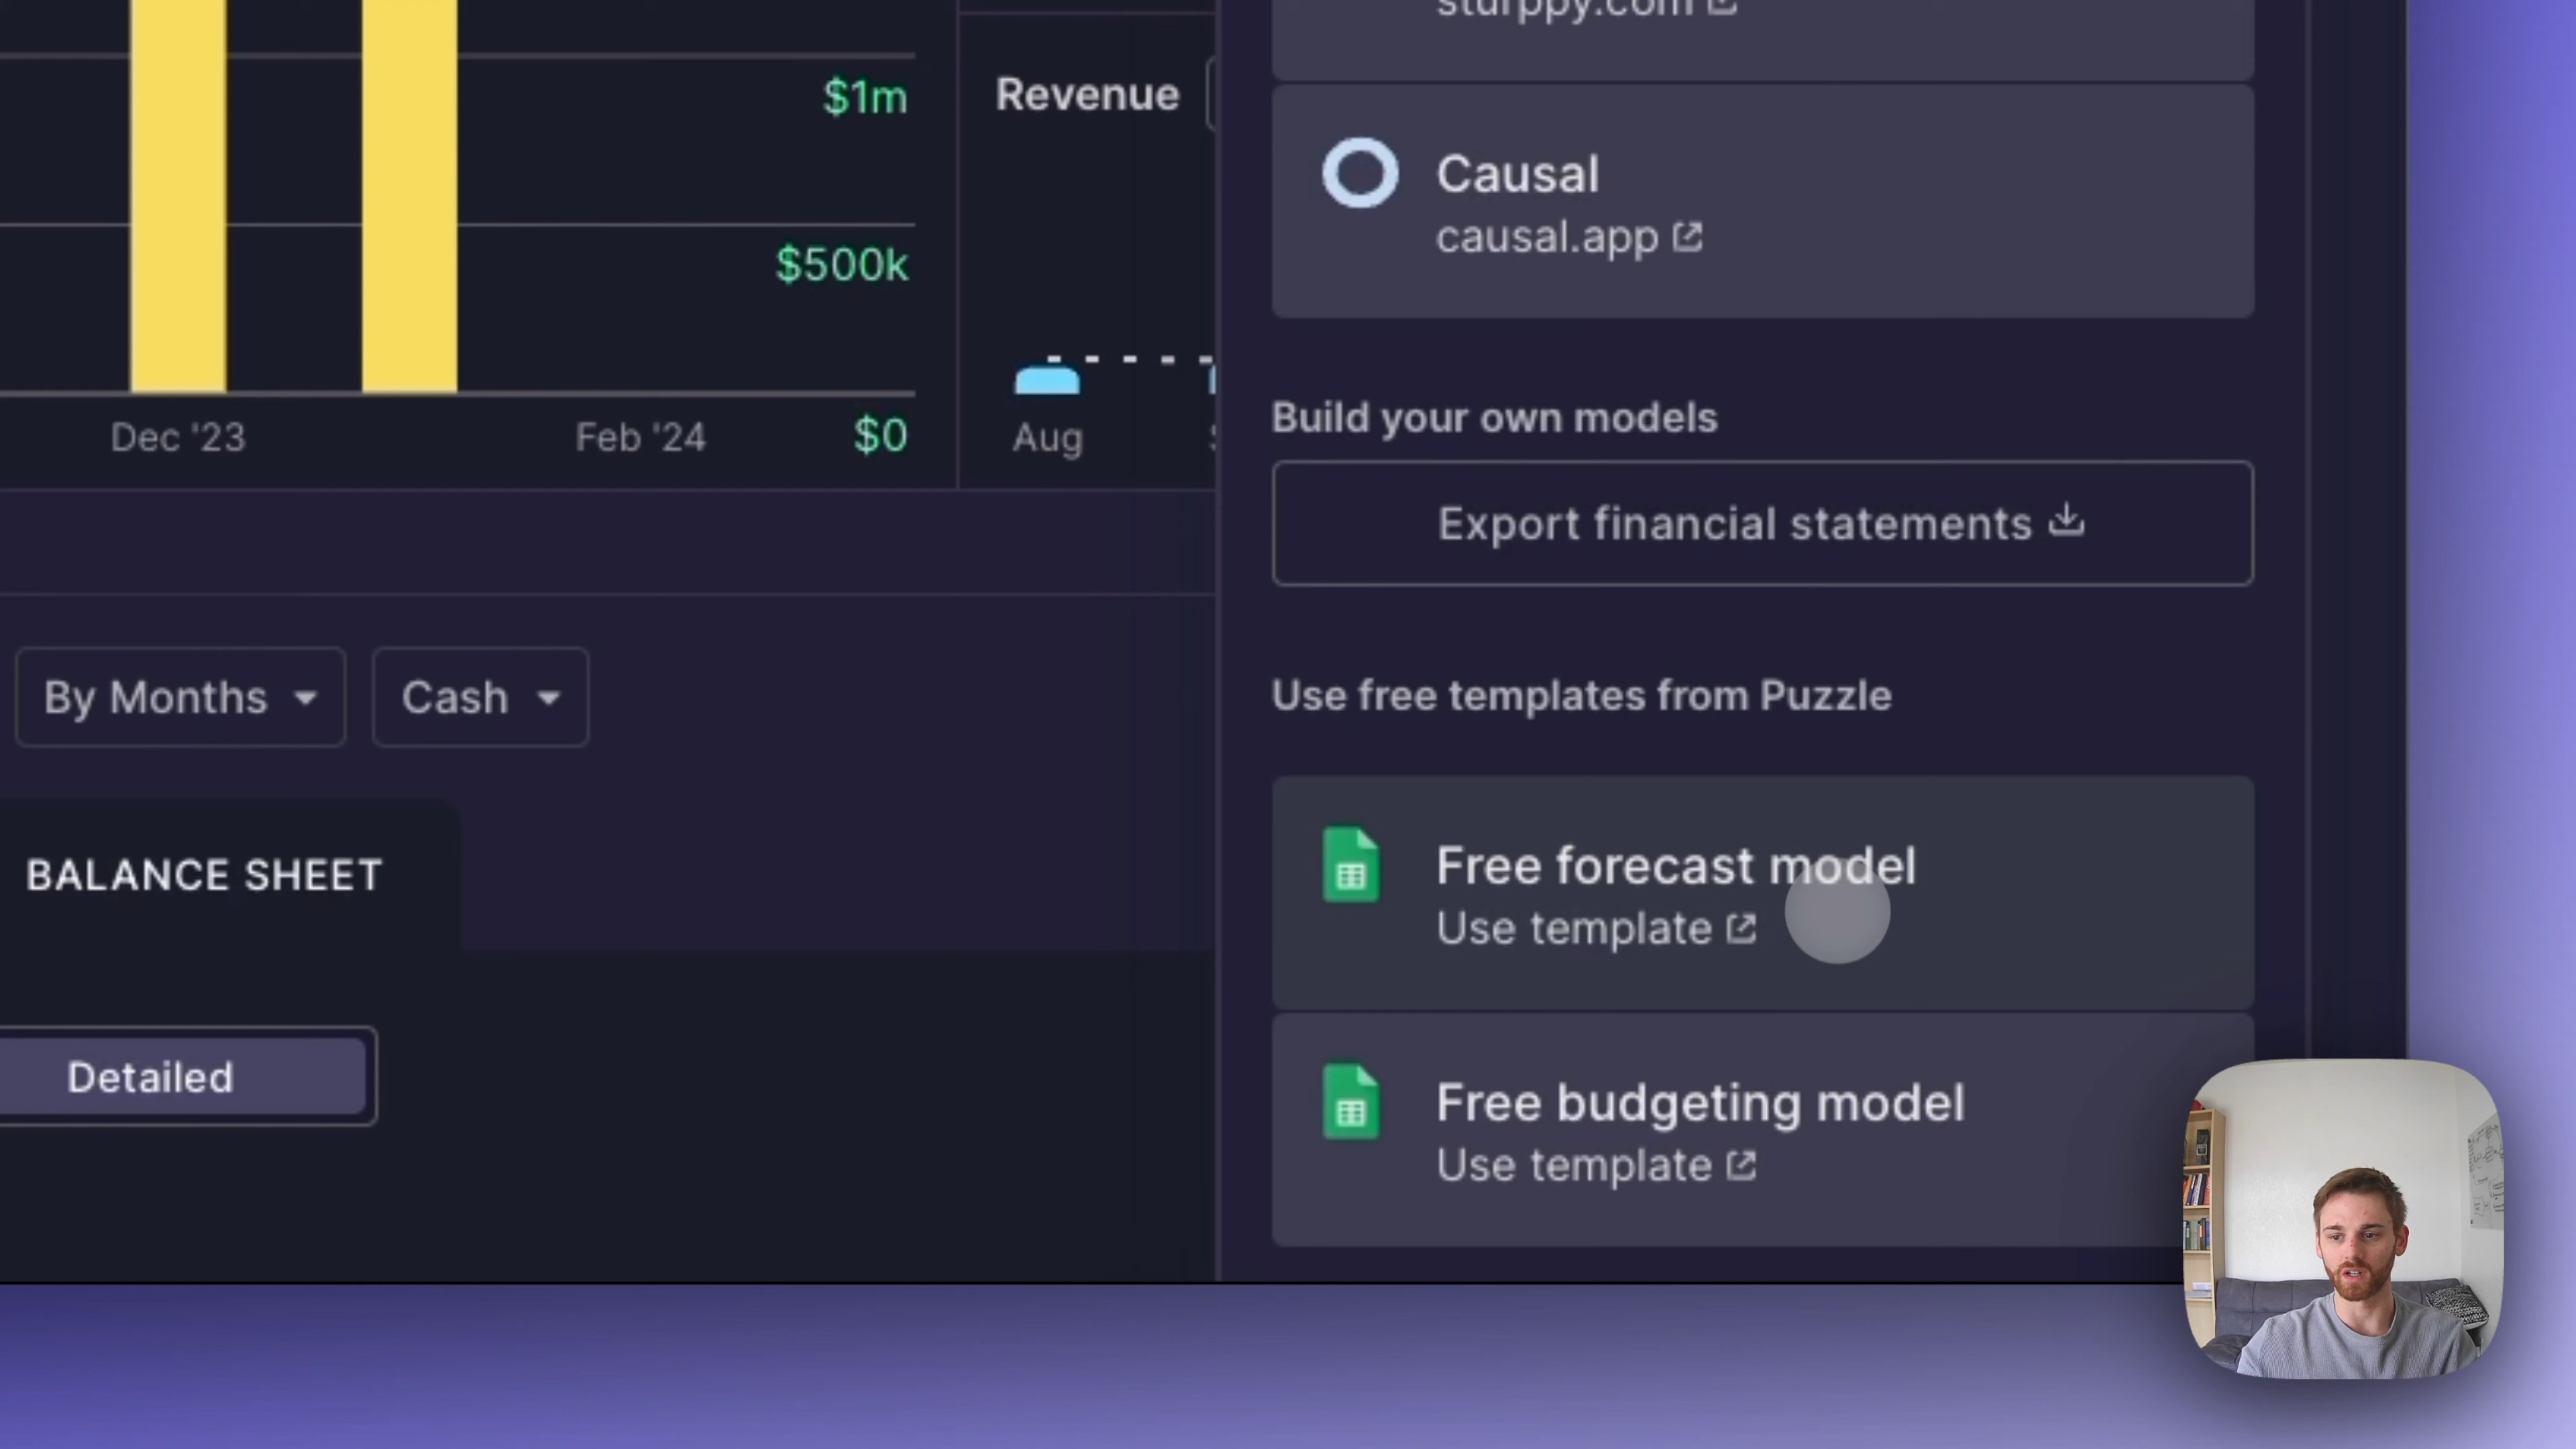 $1m
$500k
$0
Dec '23
Feb '24
Revenue
Aug
By Months
Cash
BALANCE SHEET
Detailed
sturppy.com
Causal
causal.app
Build your own models
Export financial statements
Use free templates from Puzzle
Free forecast model
Use template
Free budgeting model
Use template